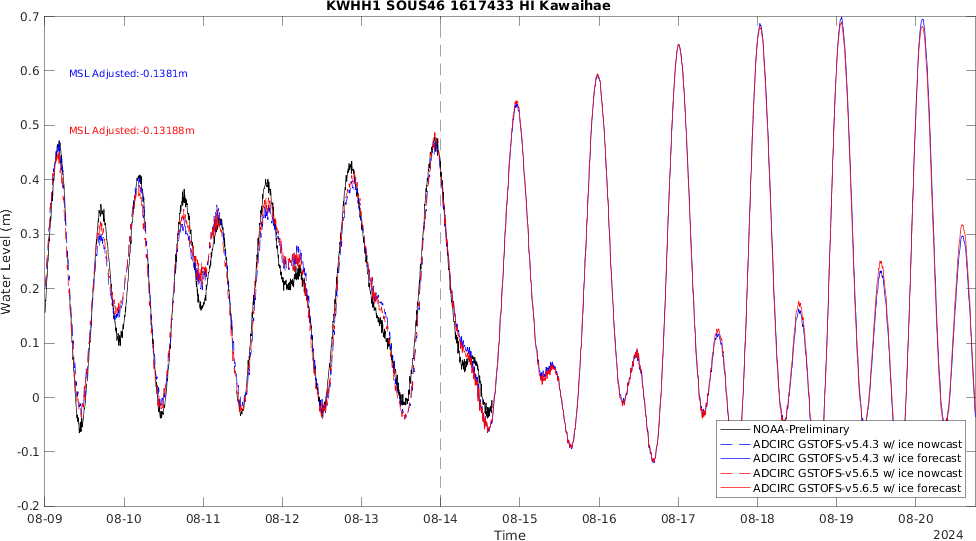 KWHH1 SOUS46 1617433 HI Kawaihae
0.7
0.6
0.5
0.4
0.3
0.2
0.1
0
-0.1
-0.2
Water Level (m)
MSL Adjusted:-0.1381m
MSL Adjusted:-0.13188m
NOAA-Preliminary
ADCIRC GSTOFS-v5.4.3 w/ ice nowcast
ADCIRC GSTOFS-v5.4.3 w/ ice forecast
ADCIRC GSTOFS-v5.6.5 w/ ice nowcast
ADCIRC GSTOFS-v5.6.5 w/ ice forecast
08-09 08-10 08-11 08-12 08-13 08-14 08-15 08-16 08-17 08-18 08-19 08-20
Time
2024